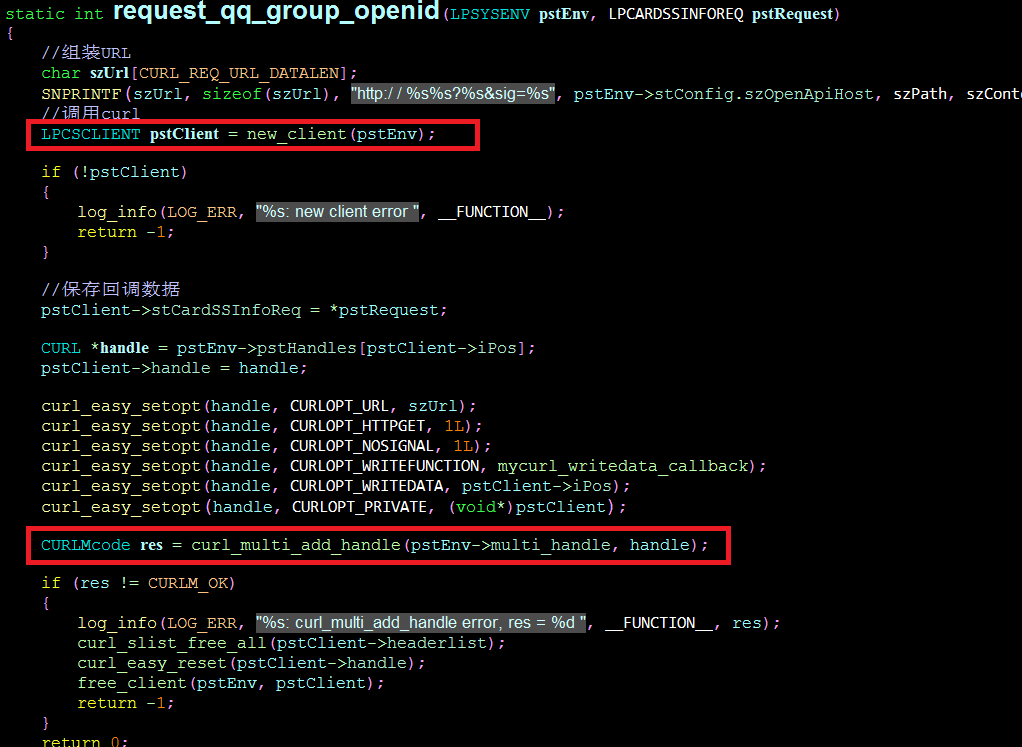 static int request_qq_group_openid(LPSYSENV pstEnv, LPCARDSSINFOREQ pstRequest)
{
//组装URL
char szUrl[CURL_REQ_URL_DATALEN];
SNPRINTF(szUrl, sizeof(szUrl), "http:/ / %s%s?%s&sig=%s", pstEnv->stConfig.szOpenApiHost, szPath, szConte
//调用curl
LPCSCLIENT pstClient = new_client(pstEnv);
if (!pstClient)
{
log_info(LOG_ERR, "%s: new client error ", __FUNCTION__);
return -1;
}
//保存回调数据
pstClient->stCardSSInfoReq = *pstRequest;
CURL *handle = pstEnv->pstHandles[pstClient->iPos];
pstClient->handle = handle;
curl_easy_setopt(handle, CURLOPT_URL, szUrl);
curl_easy_setopt(handle, CURLOPT_HTTPGET, 1L);
curl_easy_setopt(handle, CURLOPT_NOSIGNAL, 1L);
curl_easy_setopt(handle, CURLOPT_WRITEFUNCTION, mycurl_writedata_callback);
curl_easy_setopt(handle, CURLOPT_WRITEDATA, pstClient->iPos);
curl_easy_setopt(handle, CURLOPT_PRIVATE, (void*)pstClient);
CURLMcode res = curl_multi_add_handle(pstEnv->multi_handle, handle);
if (res != CURLM_OK)
{
log_info(LOG_ERR, "%s: curl_multi_add_handle error, res = %d ", __FUNCTION__, res);
curl_slist_free_all(pstClient->headerlist);
curl_easy_reset(pstClient->handle);
free_client(pstEnv, pstClient);
return -1;
}
return 0;